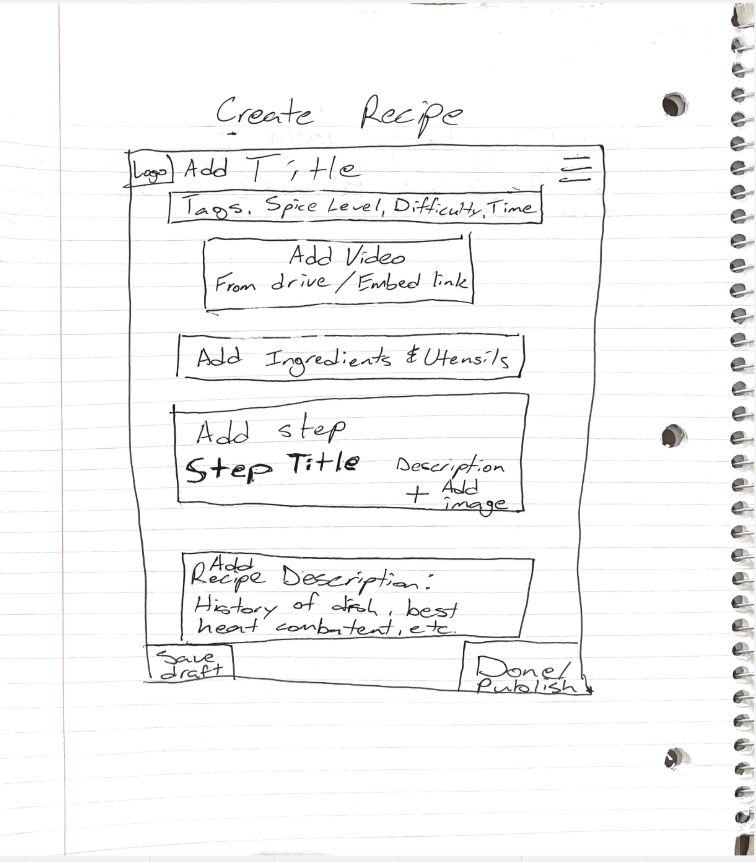 Create Recipe
Logo Add Title
Tags, Spice Level, Difficulty, Time
Add Video
From drive / Embed link
Add Ingredients & Utensils
Add step
Step Title Description
+ Add
image
Add
Recipe Description:
History of dish, best
heat combatent, etc.
Save
draft
Done/
Publish